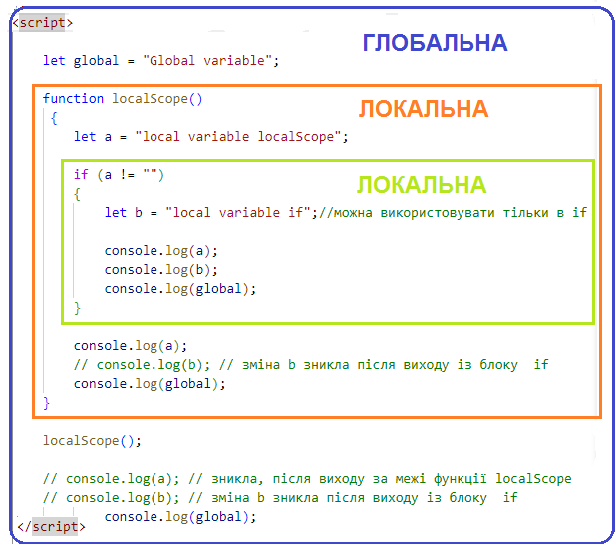 <script>
ГЛОБАЛЬНА
let global = "Global variable";
function localScope()
ЛОКАЛЬНА
{
let a = "local variable localScope";
if (a != "")
ЛОКАЛЬНА
{
let b = "local variable if";//можна використовувати тільки в if
console.log(a);
console.log(b);
console.log(global);
}
console.log(a);
// console.log(b); // зміна b зникла після виходу із блоку  if
console.log(global);
}
localScope();
// console.log(a); // зникла, після виходу за межі функції localScope
// console.log(b); // зміна b зникла після виходу із блоку  if
console.log(global);
</script>